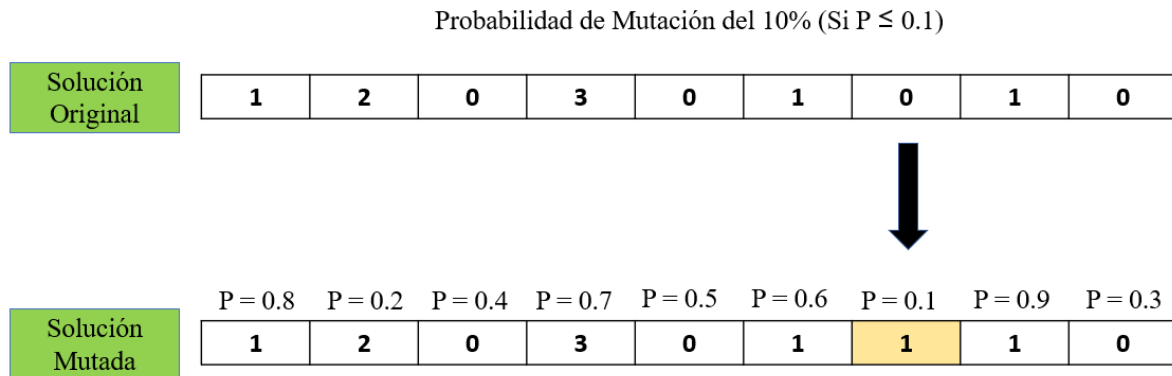 Probabilidad de Mutación del 10% (Si P ≤ 0.1)
Solución
Original
1 2 0 3 0 1 0 1 0
P = 0.8 P = 0.2 P = 0.4 P = 0.7 P = 0.5 P = 0.6 P = 0.1 P = 0.9 P = 0.3
Solución
Mutada
1 2 0 3 0 1 1 1 0